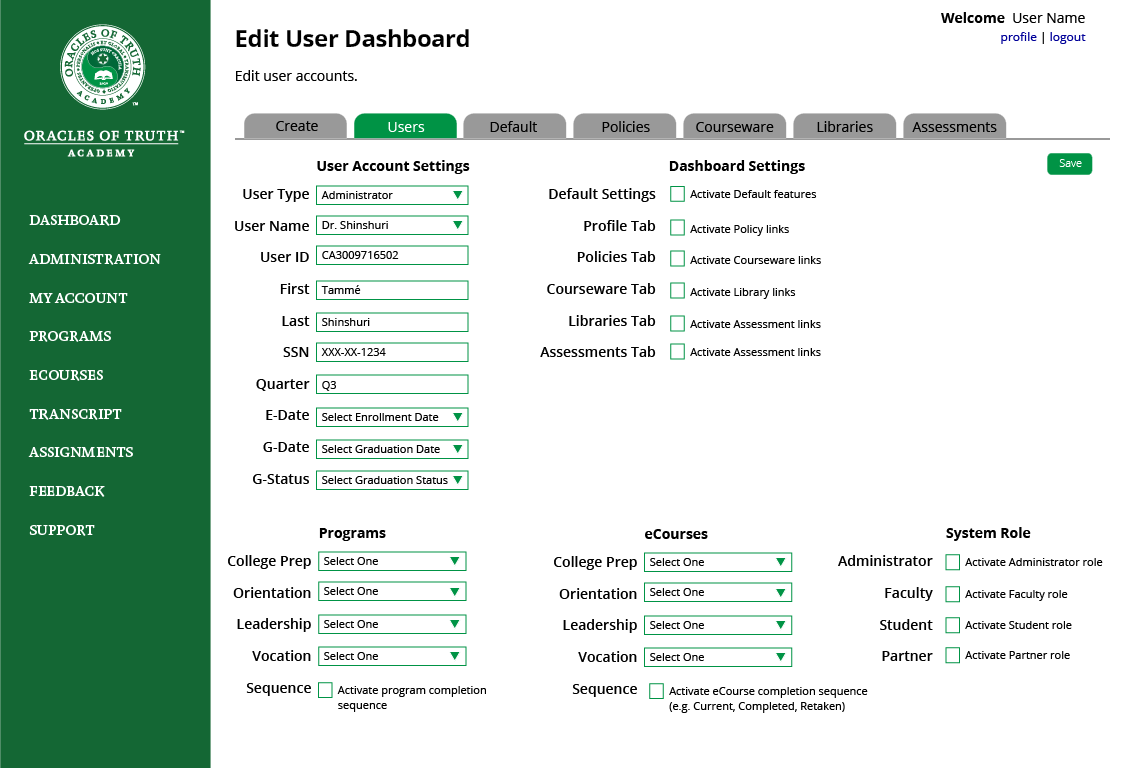 Welcome User Name
profile | logout
Edit User Dashboard
Edit user accounts.
ORACLES OF TRUTH
ACADEMY
™
ORACLES OF TRUTH™
ACADEMY
DASHBOARD
ADMINISTRATION
MY ACCOUNT
PROGRAMS
ECOURSES
TRANSCRIPT
ASSIGNMENTS
FEEDBACK
SUPPORT
Create Users Default Policies Courseware Libraries Assessments
Save
User Account Settings
User Type Administrator
User Name Dr. Shinshuri
User ID CA3009716502
First Tammé
Last Shinshuri
SSN XXX-XX-1234
Quarter Q3
E-Date Select Enrollment Date
G-Date Select Graduation Date
G-Status Select Graduation Status
Dashboard Settings
Default Settings Activate Default features
Profile Tab Activate Policy links
Policies Tab Activate Courseware links
Courseware Tab Activate Library links
Libraries Tab Activate Assessment links
Assessments Tab Activate Assessment links
Programs
College Prep Select One
Orientation Select One
Leadership Select One
Vocation Select One
Sequence Activate program completion
sequence
eCourses
College Prep Select One
Orientation Select One
Leadership Select One
Vocation Select One
Sequence Activate eCourse completion sequence
(e.g. Current, Completed, Retaken)
System Role
Administrator Activate Administrator role
Faculty Activate Faculty role
Student Activate Student role
Partner Activate Partner role